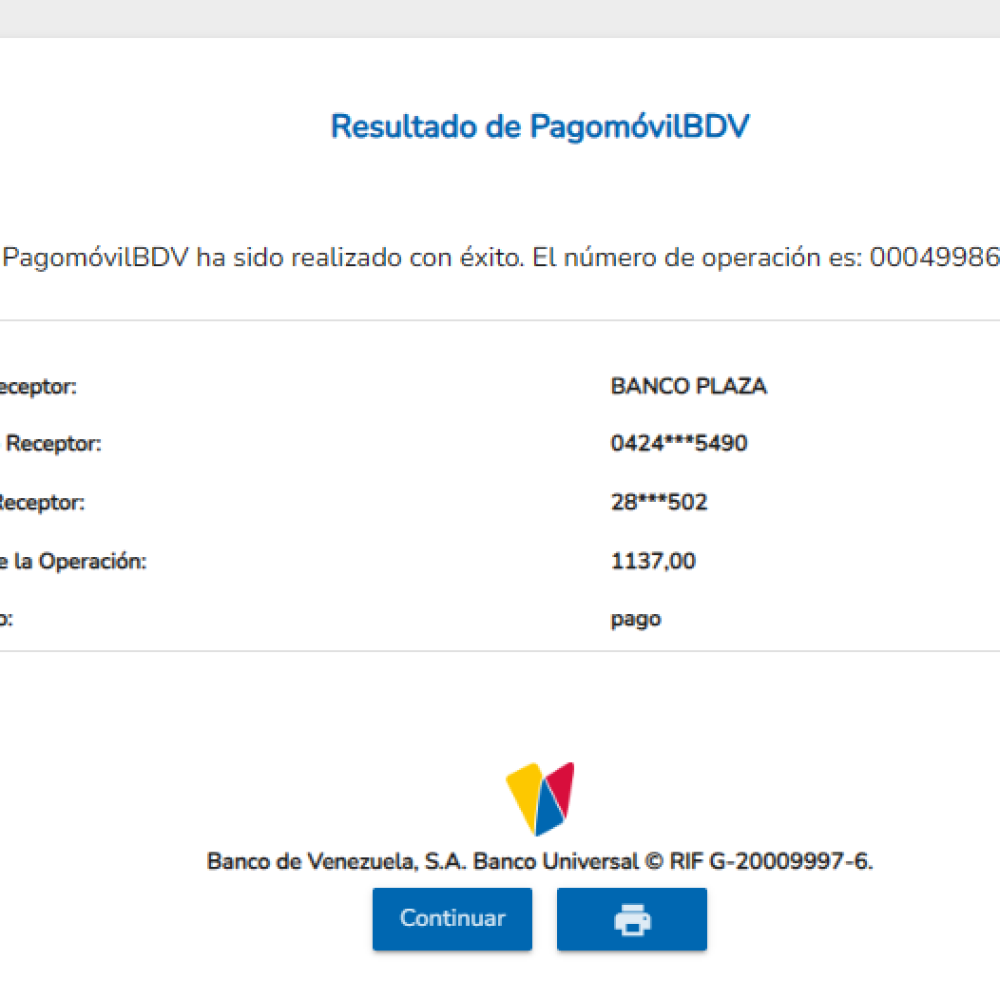 Resultado de PagomóvilBDV
PagomóvilBDV ha sido realizado con éxito. El número de operación es: 00049986
eceptor: BANCO PLAZA
Receptor: 0424***5490
Receptor: 28***502
e la Operación: 1137,00
o: pago
Banco de Venezuela, S.A. Banco Universal © RIF G-20009997-6.
Continuar